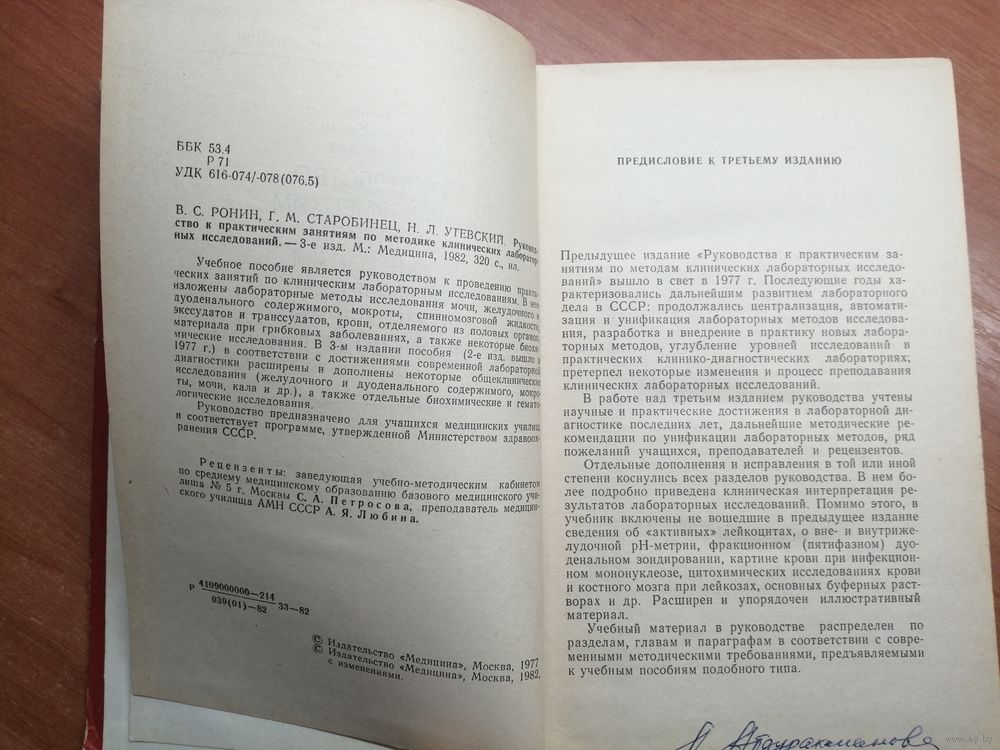 ББК 53.4
Р 71
УДК 616-074/-078(076.5)
В. С. РОНИН, Г. М. СТАРОБИНЕЦ, Н. Л. УТЕВСКИЙ. Руковод-
ство к практическим занятиям по методике клинических лаборатор-
ных исследований. — 3-е изд. М.: Медицина, 1982, 320 с., ил.
Учебное пособие является руководством к проведению практи-
ческих занятий по клиническим лабораторным исследованиям. В нем
изложены лабораторные методы исследования мочи, желудочного и
дуоденального содержимого, мокроты, спинномозговой жидкости,
экссудатов и транссудатов, крови, отделяемого из половых органов,
материала при грибковых заболеваниях, а также некоторые биохи-
мические исследования. В 3-м издании пособия (2-е изд. вышло в
1977 г.) в соответствии с достижениями современной лабораторной
диагностики расширены и дополнены некоторые общеклинические
исследования (желудочного и дуоденального содержимого, мокро-
ты, мочи, кала и др.), а также отдельные биохимические и гемато-
логические исследования.
Руководство предназначено для учащихся медицинских училищ
и соответствует программе, утвержденной Министерством здравоох-
ранения СССР.
Рецензенты: заведующая учебно-методическим кабинетом
по среднему медицинскому образованию базового медицинского учи-
лища № 5 г. Москвы С. А. Петросова, преподаватель медицин-
ского училища АМН СССР А. Я. Любина.
Р 4109000000—214
039(01)—82 33—82
© Издательство «Медицина», Москва, 1977
© Издательство «Медицина», Москва, 1982,
с изменениями.
ПРЕДИСЛОВИЕ К ТРЕТЬЕМУ ИЗДАНИЮ
Предыдущее издание «Руководства к практическим за-
нятиям по методам клинических лабораторных исследо-
ваний» вышло в свет в 1977 г. Последующие годы ха-
рактеризовались дальнейшим развитием лабораторного
дела в СССР: продолжались централизация, автомати-
зация и унификация лабораторных методов исследова-
ния, разработка и внедрение в практику новых лабора-
торных методов, углубление уровней исследований в
практических клинико-диагностических лабораториях;
претерпел некоторые изменения и процесс преподавания
клинических лабораторных исследований.
В работе над третьим изданием руководства учтены
научные и практические достижения в лабораторной ди-
агностике последних лет, дальнейшие методические ре-
комендации по унификации лабораторных методов, ряд
пожеланий учащихся, преподавателей и рецензентов.
Отдельные дополнения и исправления в той или иной
степени коснулись всех разделов руководства. В нем бо-
лее подробно приведена клиническая интерпретация ре-
зультатов лабораторных исследований. Помимо этого, в
учебник включены не вошедшие в предыдущее издание
сведения об «активных» лейкоцитах, о вне- и внутриже-
лудочной pH-метрии, фракционном (пятифазном) дуо-
денальном зондировании, картине крови при инфекцион-
ном мононуклеозе, цитохимических исследованиях крови
и костного мозга при лейкозах, основных буферных раст-
ворах и др. Расширен и упорядочен иллюстративный
материал.
Учебный материал в руководстве распределен по
разделам, главам и параграфам в соответствии с совре-
менными методическими требованиями, предъявляемыми
к учебным пособиям подобного типа.
www.ay.by